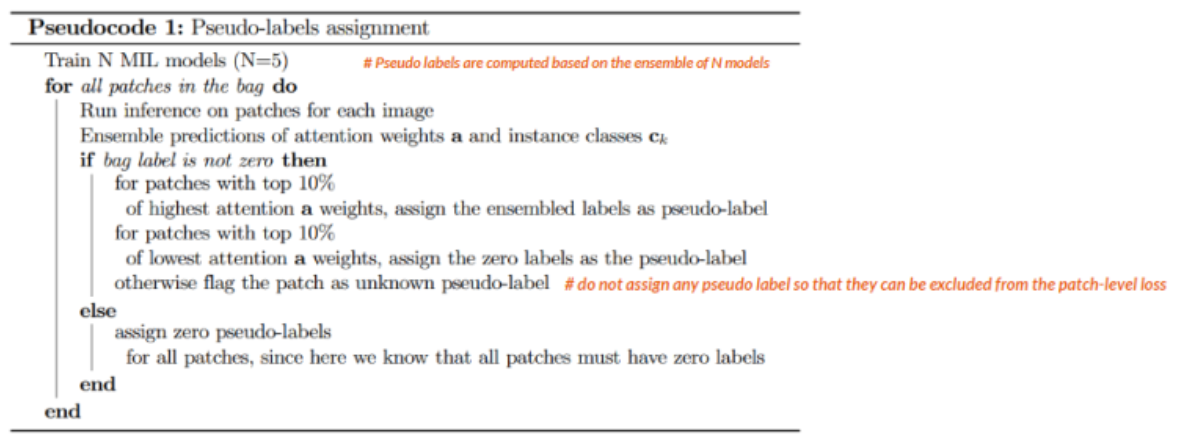 Pseudocode 1: Pseudo-labels assignment
Train N MIL models (N=5) # Pseudo labels are computed based on the ensemble of N models
for all patches in the bag do
Run inference on patches for each image
Ensemble predictions of attention weights a and instance classes cₖ
if bag label is not zero then
for patches with top 10%
of highest attention a weights, assign the ensembled labels as pseudo-label
for patches with top 10%
of lowest attention a weights, assign the zero labels as the pseudo-label
otherwise flag the patch as unknown pseudo-label # do not assign any pseudo label so that they can be excluded from the patch-level loss
else
assign zero pseudo-labels
for all patches, since here we know that all patches must have zero labels
end
end